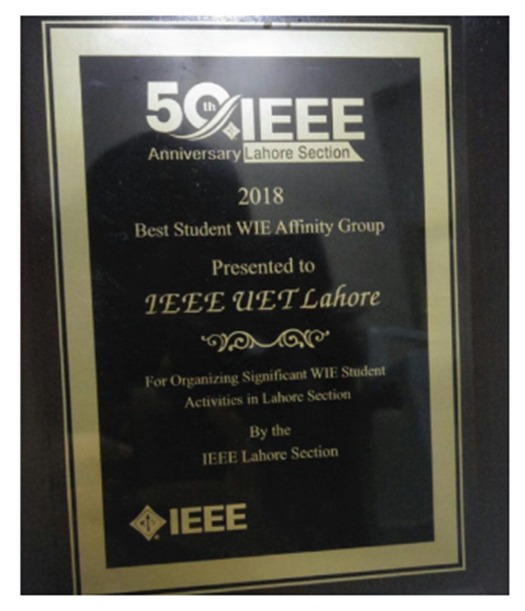 50th IEEE
Anniversary Lahore Section
2018
Best Student WIE Affinity Group
Presented to
IEEE UET Lahore
For Organizing Significant WIE Student
Activities in Lahore Section
By the
IEEE Lahore Section
IEEE